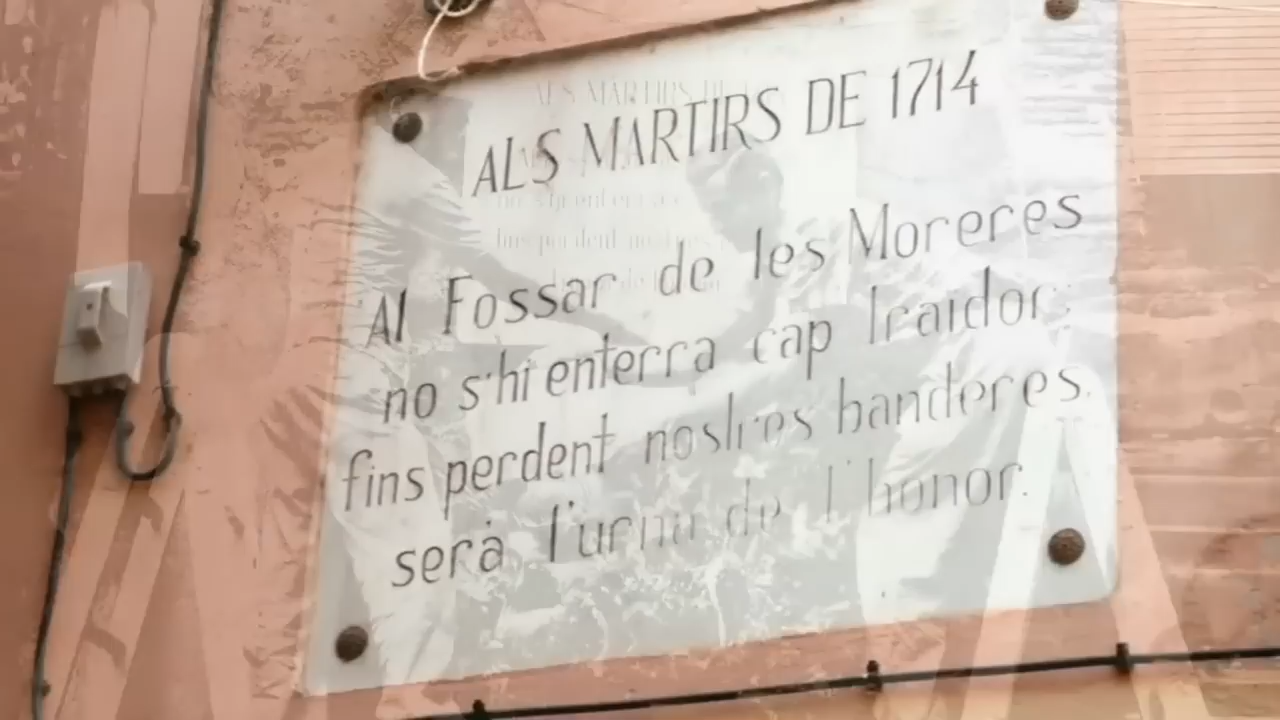 ALS MARTIRS DE 1714
Al Fossar de les Moreres
no s'hi enterra cap traidor;
fins perdent nostres banderes
serà l'urna de l'honor.